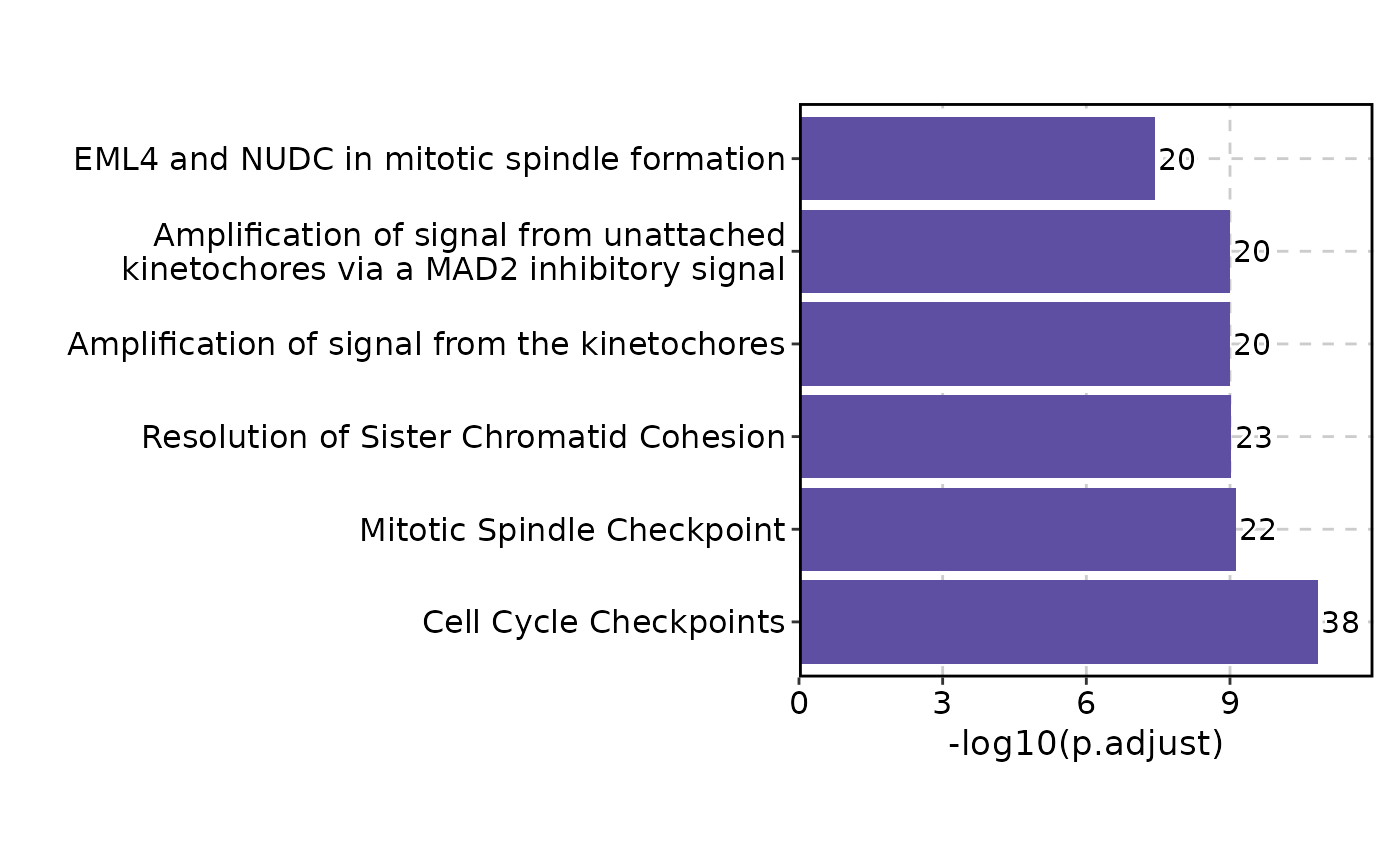 EML4 and NUDC in mitotic spindle formation
20
Amplification of signal from unattached
kinetochores via a MAD2 inhibitory signal
20
Amplification of signal from the kinetochores
20
Resolution of Sister Chromatid Cohesion
23
Mitotic Spindle Checkpoint
22
Cell Cycle Checkpoints
38
0 3 6 9
-log10(p.adjust)